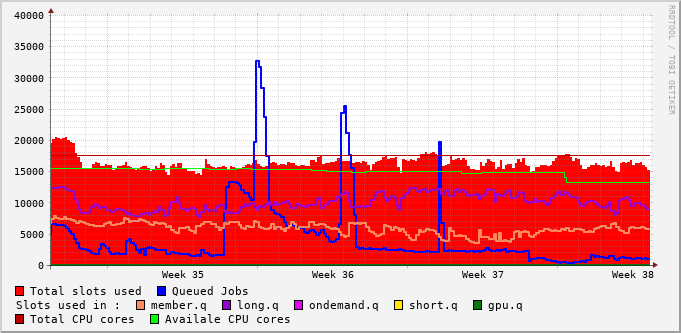 40000
35000
30000
25000
20000
15000
10000
5000
0
Week 35 Week 36 Week 37 Week 38
Total slots used Queued Jobs
Slots used in : member.q long.q ondemand.q short.q gpu.q
Total CPU cores Availale CPU cores
RRDTOOL / TOBI OETIKER